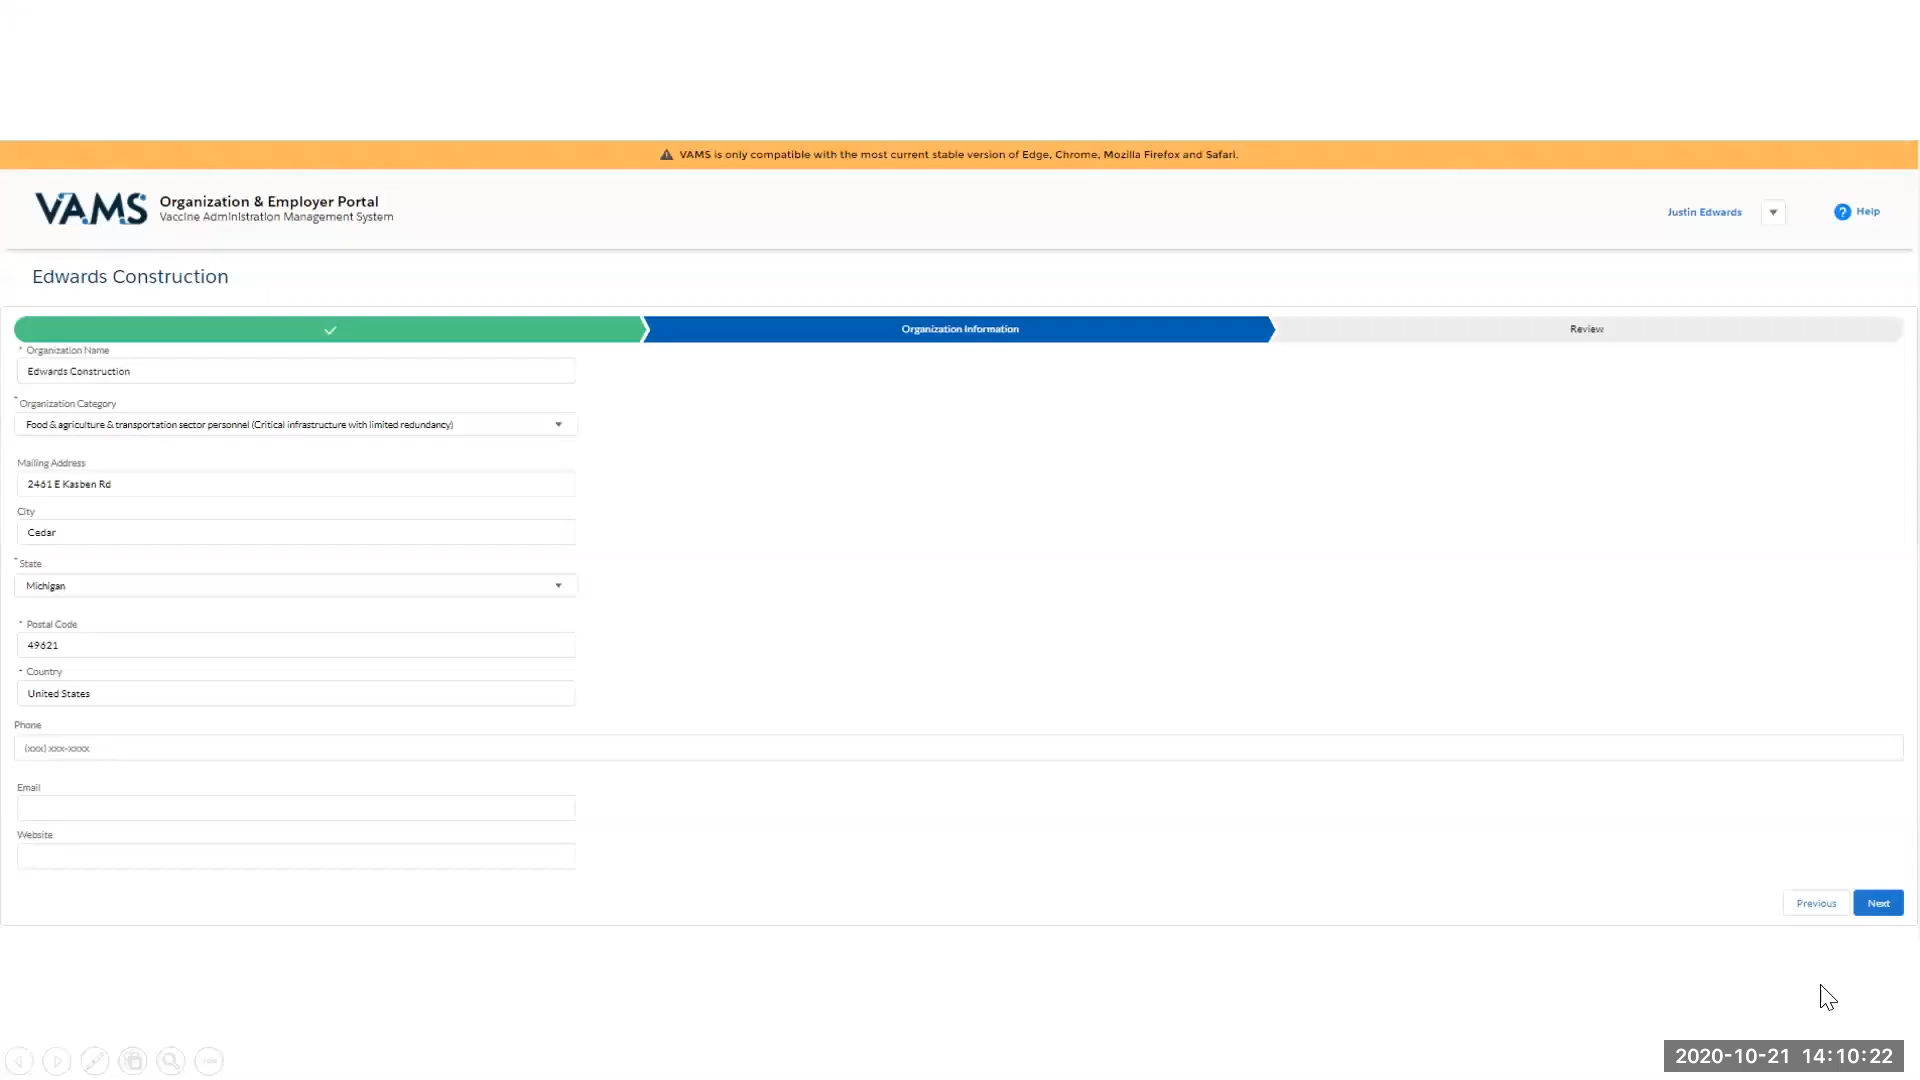 VAMS is only compatible with the most current stable version of Edge, Chrome, Mozilla Firefox and Safari.
VAMS
Organization & Employer Portal
Vaccine Administration Management System
Justin Edwards
? Help
Edwards Construction
Organization Information
Review
* Organization Name
Edwards Construction
* Organization Category
Food & agriculture & transportation sector personnel (Critical infrastructure with limited redundancy)
Mailing Address
2461 E Kasben Rd
City
Cedar
* State
Michigan
* Postal Code
49621
* Country
United States
Phone
(xxx) xxx-xxxx
Email
Website
Previous
Next
2020-10-21 14:10:22